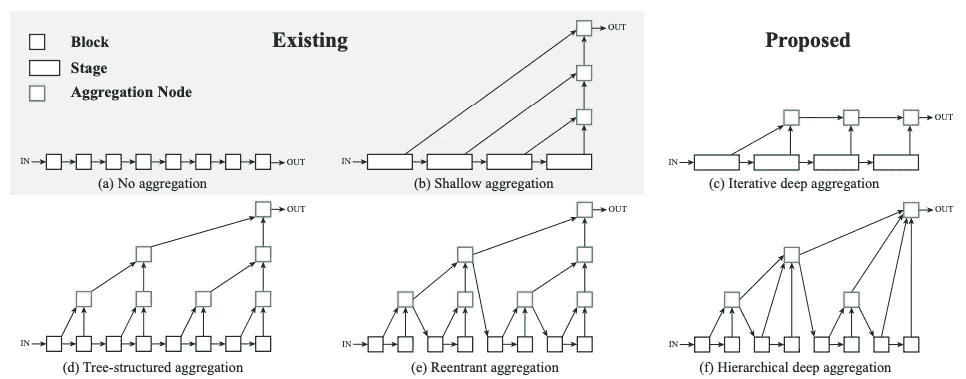 Existing
Proposed
Block
Stage
Aggregation Node
OUT
IN
OUT
(a) No aggregation
IN
(b) Shallow aggregation
OUT
IN
(c) Iterative deep aggregation
OUT
IN
(d) Tree-structured aggregation
OUT
IN
(e) Reentrant aggregation
OUT
IN
(f) Hierarchical deep aggregation